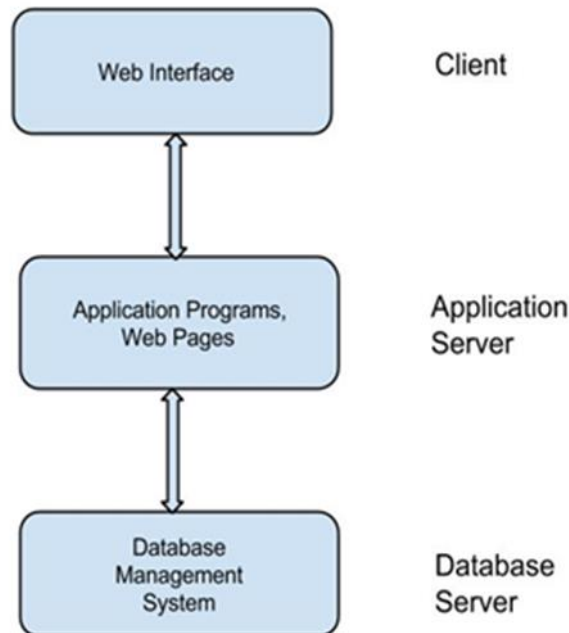 Web Interface
Client
Application Programs,
Web Pages
Application
Server
Database
Management
System
Database
Server